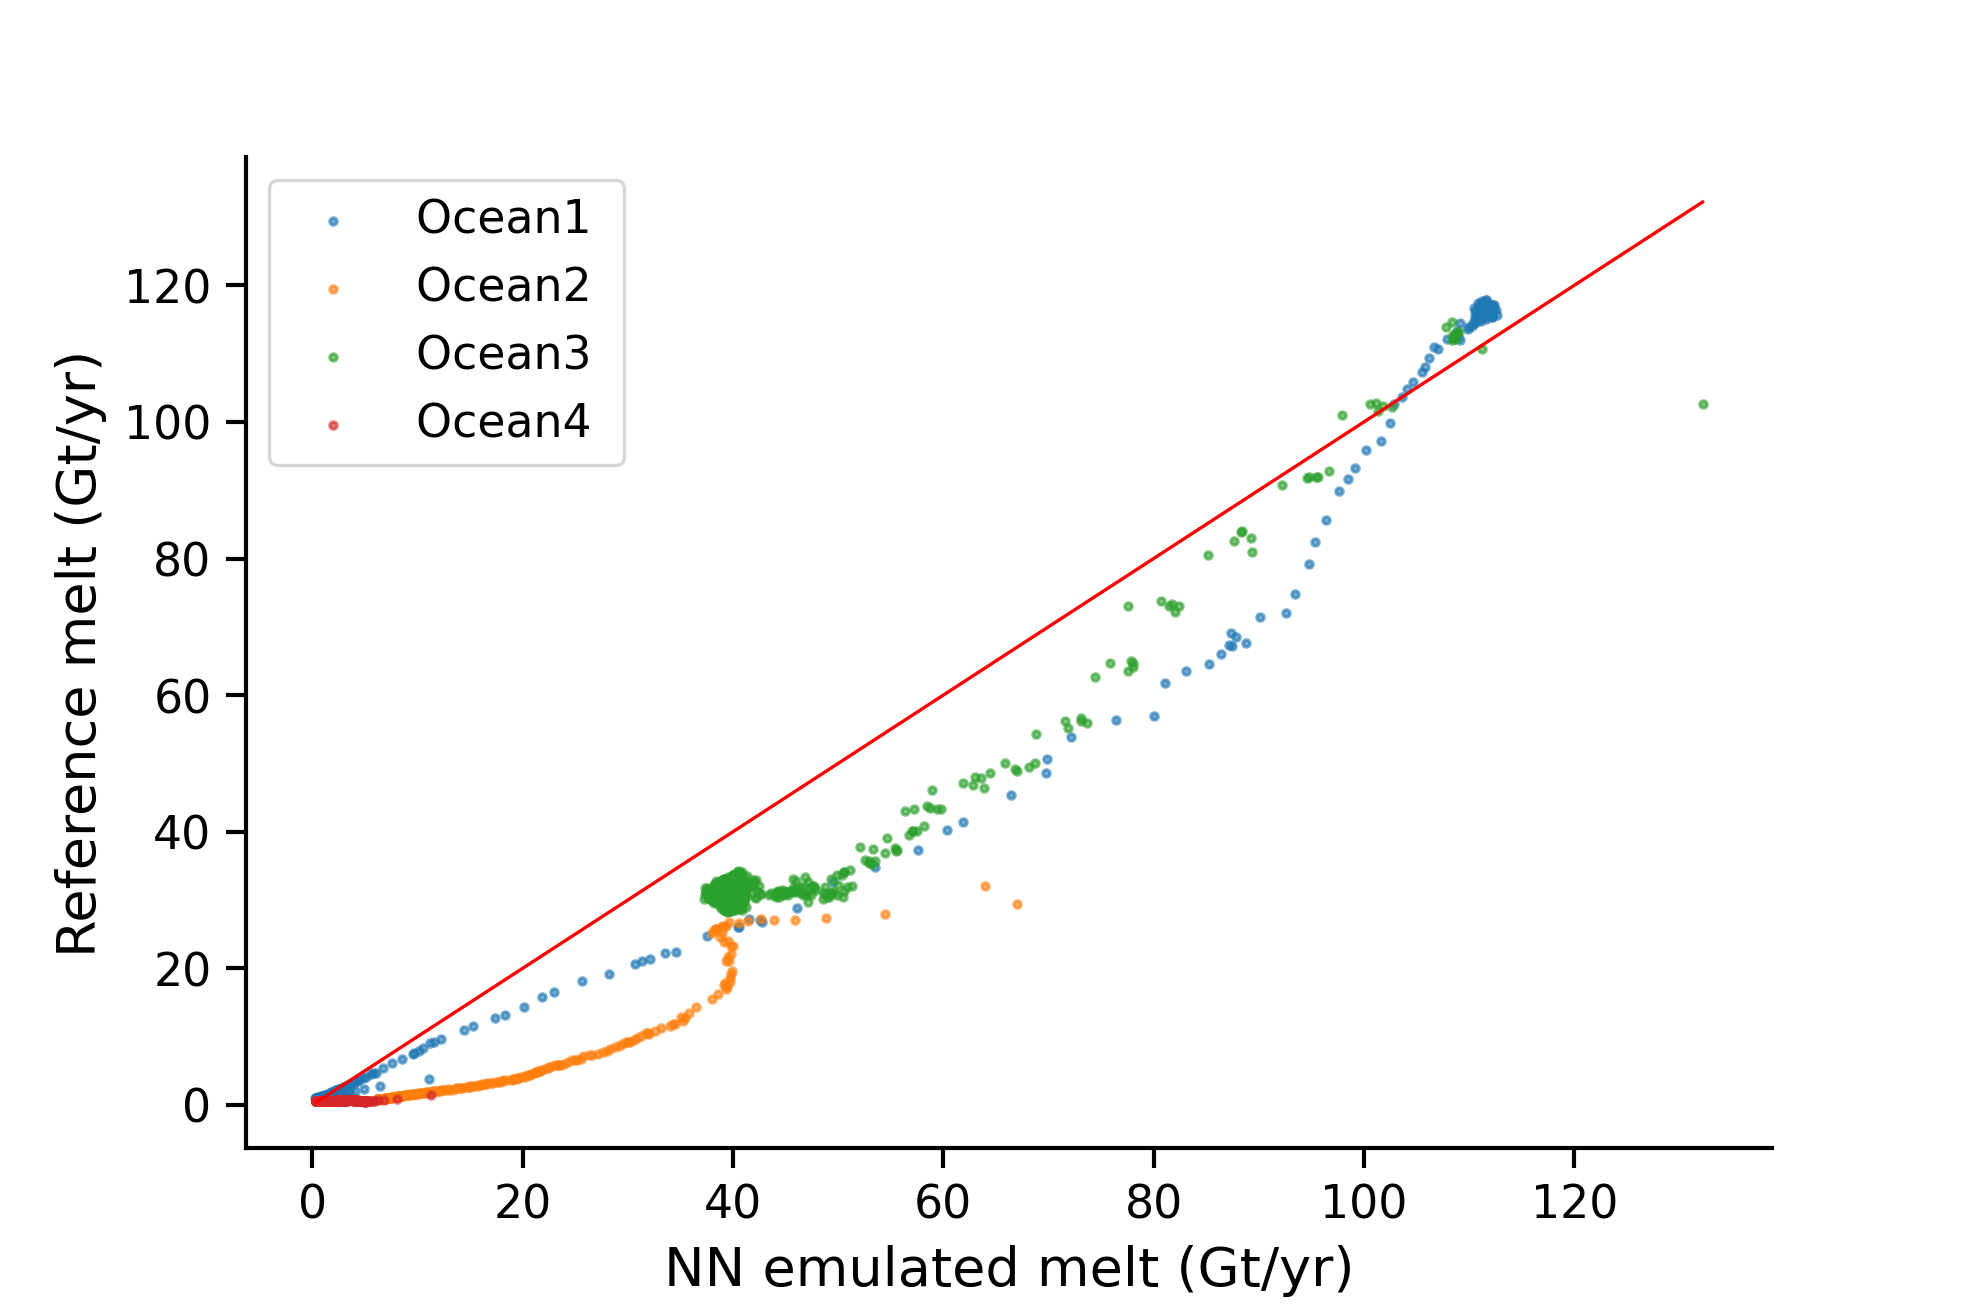 Ocean1
Ocean2
Ocean3
Ocean4
Reference melt (Gt/yr)
120
100
80
60
40
20
0
0 20 40 60 80 100 120
NN emulated melt (Gt/yr)